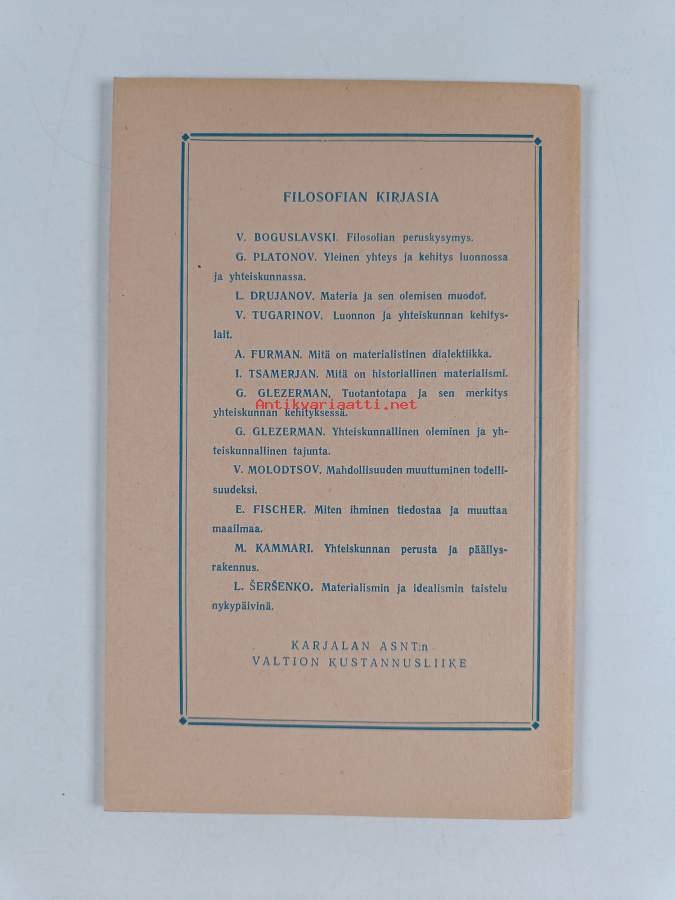 FILOSOFIAN KIRJASIA
V. BOGUSLAVSKI. Filosofian peruskysymys.
G. PLATONOV. Yleinen yhteys ja kehitys luonnossa
ja yhteiskunnassa.
L. DRUJANOV. Materia ja sen olemisen muodot.
V. TUGARINOV. Luonnon ja yhteiskunnan kehitys-
lait.
A. FURMAN. Mitä on materialistinen dialektiikka.
I. TSAMERJAN. Mitä on historiallinen materialismi.
G. GLEZERMAN. Tuotantotapa ja sen merkitys
Antikvariaatti.net
yhteiskunnan kehityksessä.
G. GLEZERMAN. Yhteiskunnallinen oleminen ja yh-
teiskunnallinen tajunta.
V. MOLODTSOV. Mahdollisuuden muuttuminen todelli-
suudeksi.
E. FISCHER. Miten ihminen tiedostaa ja muuttaa
maailmaa.
M. KAMMARI. Yhteiskunnan perusta ja päällys-
rakennus.
L. ŠERŠENKO. Materialismin ja idealismin taistelu
nykypäivinä.
KARJALAN ASNT:n
VALTION KUSTANNUSLIIKE